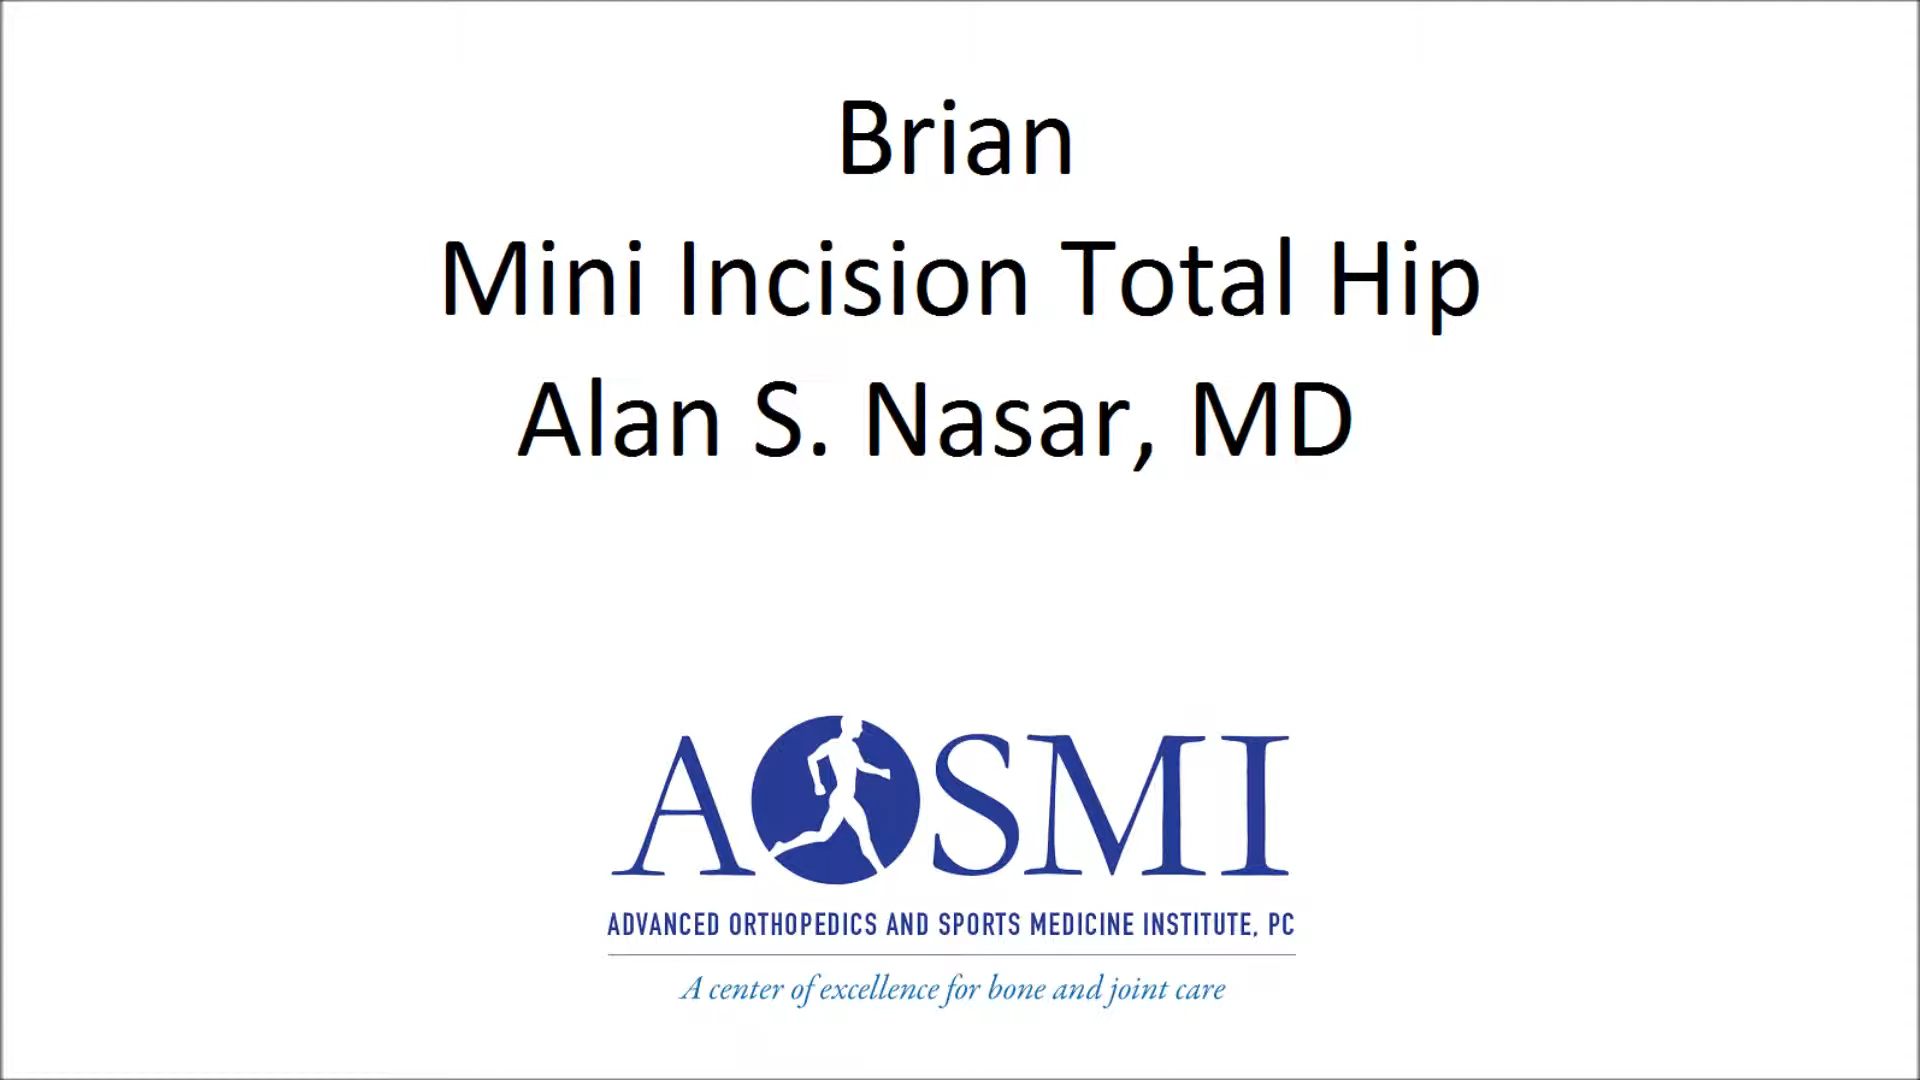 Brian
Mini Incision Total Hip
Alan S. Nasar, MD
AOSMI
ADVANCED ORTHOPEDICS AND SPORTS MEDICINE INSTITUTE, PC
A center of excellence for bone and joint care